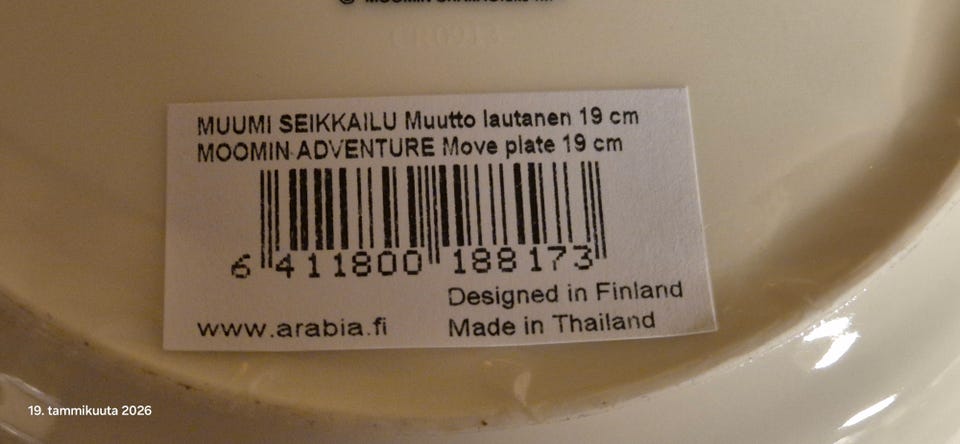 MUUMI SEIKKAILU Muutto lautanen 19 cm
MOOMIN ADVENTURE Move plate 19 cm
6 411800 188173
Designed in Finland
www.arabia.fi Made in Thailand
19. tammikuuta 2026